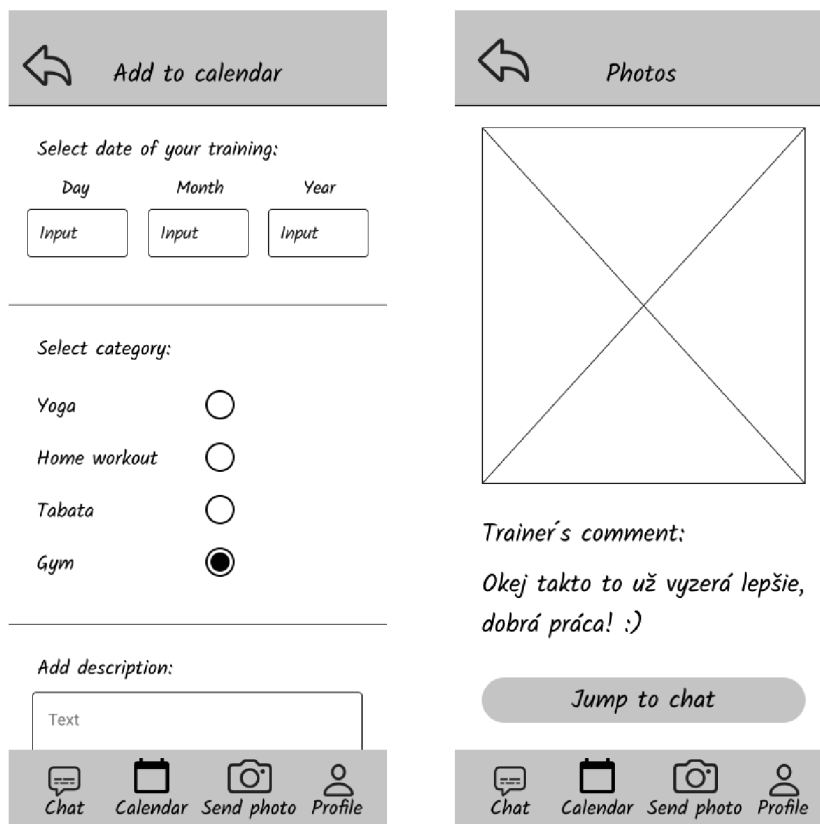 Add to calendar
Select date of your training:
Day Month Year
Input Input Input
Select category:
Yoga
Home workout
Tabata
Gym
Add description:
Text
Chat Calendar Send photo Profile
Photos
Trainer´s comment:
Okej takto to už vyzerá lepšie,
dobrá práca! :)
Jump to chat
Chat Calendar Send photo Profile